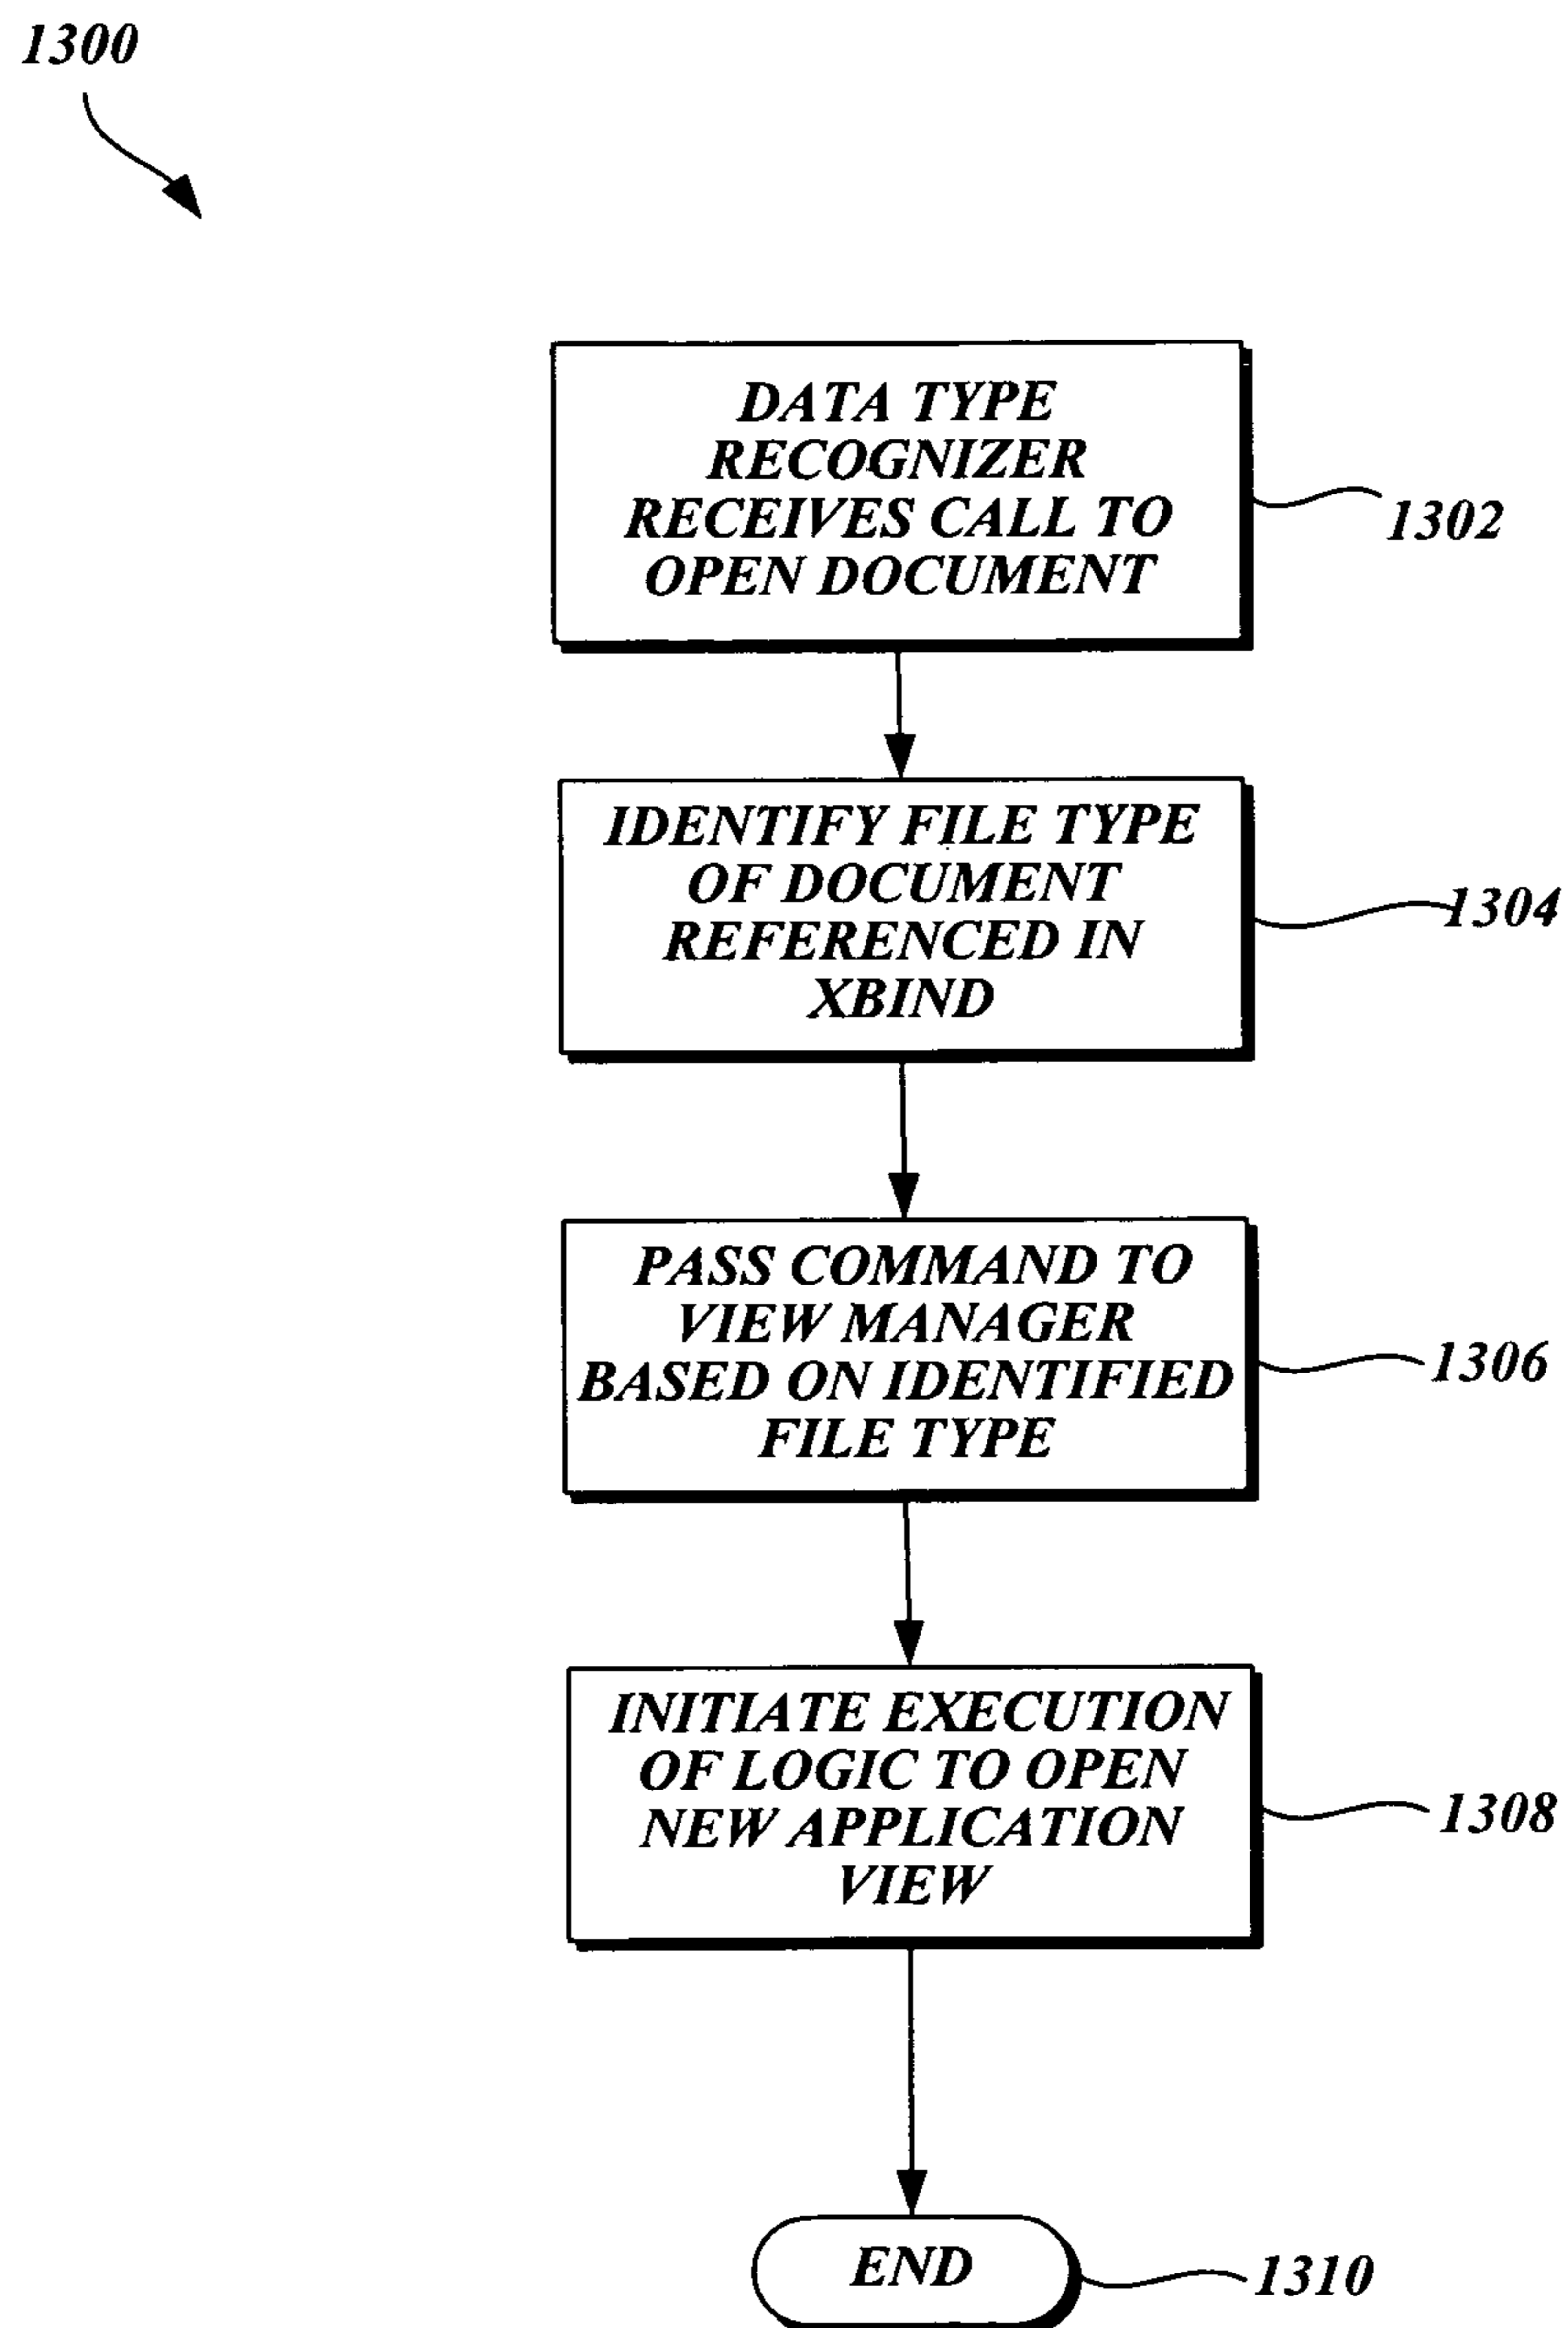 1300
DATA TYPE
RECOGNIZER
RECEIVES CALL TO
OPEN DOCUMENT
1302
IDENTIFY FILE TYPE
OF DOCUMENT
REFERENCED IN
XBIND
1304
PASS COMMAND TO
VIEW MANAGER
BASED ON IDENTIFIED
FILE TYPE
1306
INITIATE EXECUTION
OF LOGIC TO OPEN
NEW APPLICATION
VIEW
1308
END
1310